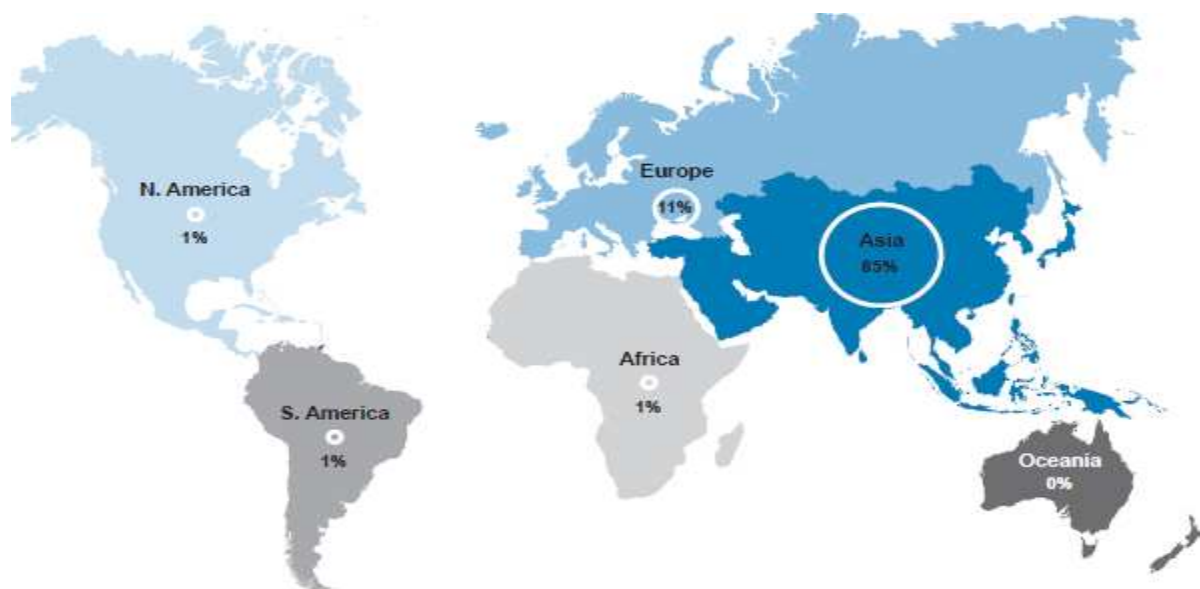 N. America
1%
Europe
11%
Asia
85%
Africa
1%
S. America
1%
Oceania
0%